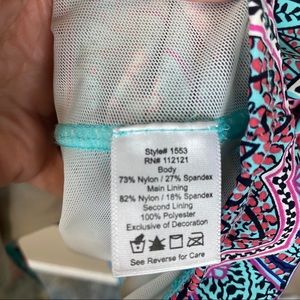 Style# 1553
RN# 112121
Body
73% Nylon / 27% Spandex
Main Lining
82% Nylon / 18% Spandex
Second Lining
100% Polyester
Exclusive of Decoration
See Reverse for Care